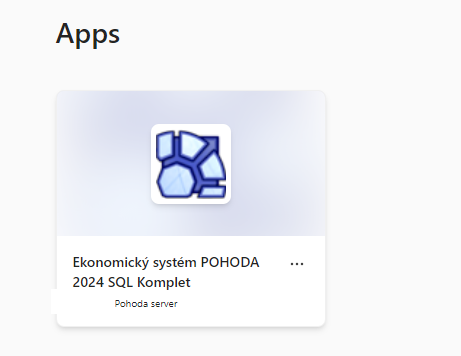 Apps
Ekonomický systém POHODA
2024 SQL Komplet
Pohoda server